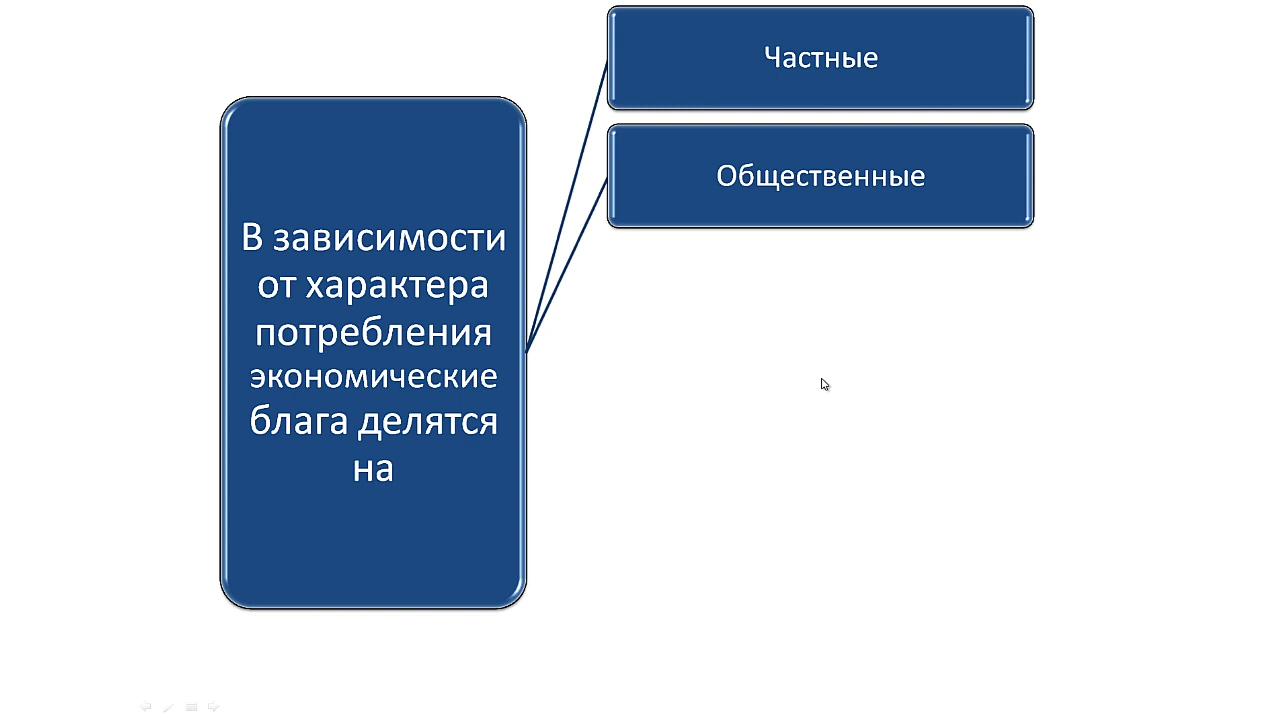 Частные
Общественные
В зависимости
от характера
потребления
экономические
блага делятся
на